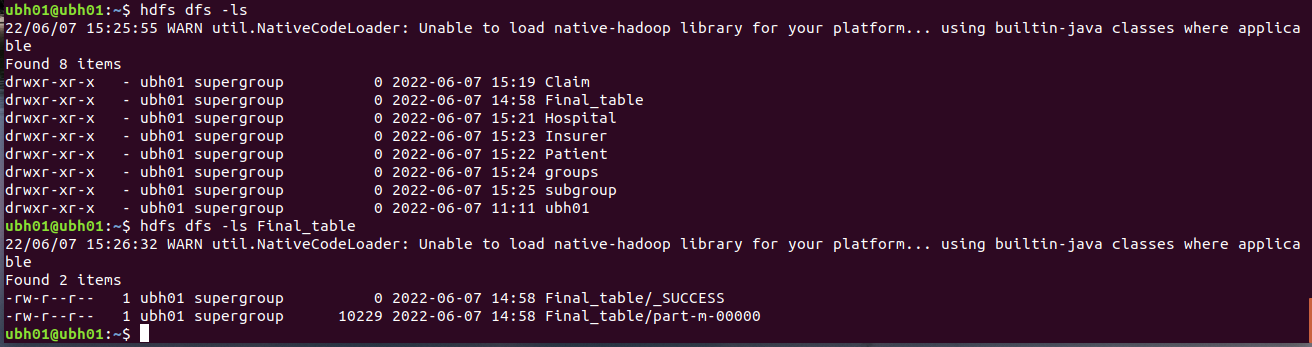 ubh01@ubh01:~$ hdfs dfs -ls
22/06/07 15:25:55 WARN util.NativeCodeLoader: Unable to load native-hadoop library for your platform... using builtin-java classes where applica
ble
Found 8 items
drwxr-xr-x   - ubh01 supergroup          0 2022-06-07 15:19 Claim
drwxr-xr-x   - ubh01 supergroup          0 2022-06-07 14:58 Final_table
drwxr-xr-x   - ubh01 supergroup          0 2022-06-07 15:21 Hospital
drwxr-xr-x   - ubh01 supergroup          0 2022-06-07 15:23 Insurer
drwxr-xr-x   - ubh01 supergroup          0 2022-06-07 15:22 Patient
drwxr-xr-x   - ubh01 supergroup          0 2022-06-07 15:24 groups
drwxr-xr-x   - ubh01 supergroup          0 2022-06-07 15:25 subgroup
drwxr-xr-x   - ubh01 supergroup          0 2022-06-07 11:11 ubh01
ubh01@ubh01:~$ hdfs dfs -ls Final_table
22/06/07 15:26:32 WARN util.NativeCodeLoader: Unable to load native-hadoop library for your platform... using builtin-java classes where applica
ble
Found 2 items
-rw-r--r--   1 ubh01 supergroup          0 2022-06-07 14:58 Final_table/_SUCCESS
-rw-r--r--   1 ubh01 supergroup      10229 2022-06-07 14:58 Final_table/part-m-00000
ubh01@ubh01:~$